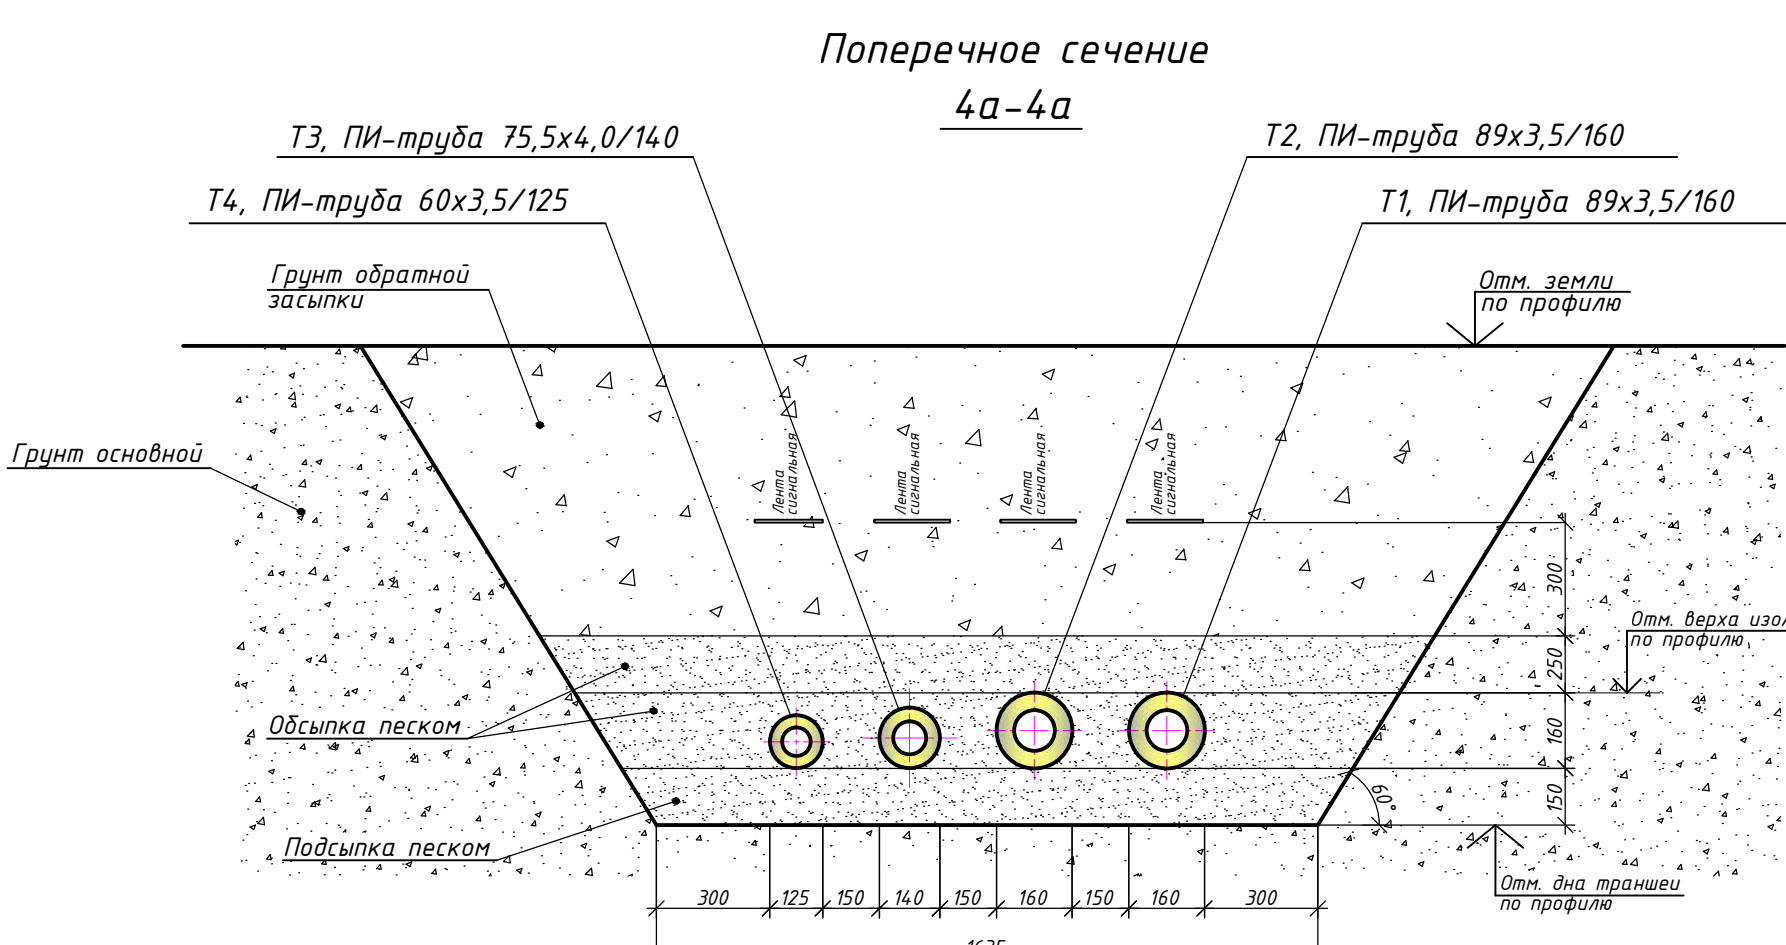 Поперечное сечение
4а-4а
Т3, ПИ-труба 75,5х4,0/140
Т2, ПИ-труба 89х3,5/160
Т4, ПИ-труба 60х3,5/125
Т1, ПИ-труба 89х3,5/160
Грунт обратной
засыпки
Отм. земли
по профилю
Грунт основной
Лента
сигнальная
Лента
сигнальная
Лента
сигнальная
Лента
сигнальная
300
Отм. верха изол
по профилю
250
Обсыпка песком
160
60°
150
Подсыпка песком
Отм. дна траншеи
по профилю
300
125
150
140
150
160
150
160
300